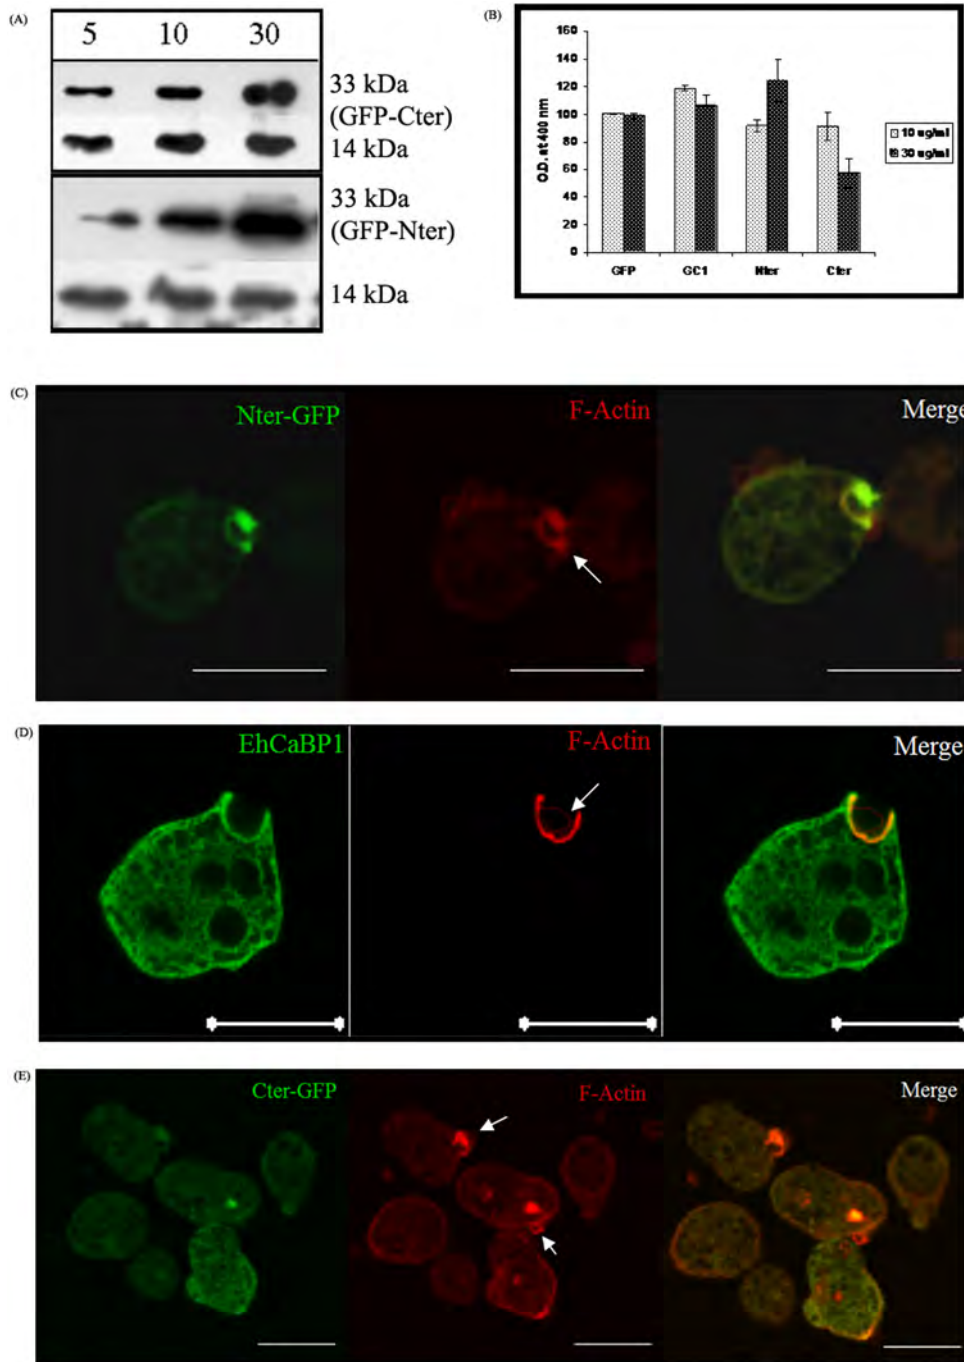 (A)
5 10 30
33 kDa
(GFP-Cter)
14 kDa
33 kDa
(GFP-Nter)
14 kDa
(B)
160
140
120
100
80
60
40
20
0
O.D. at 400 nm
GFP GC1 Nter Cter
10 ug/ml
30 ug/ml
(C)
Nter-GFP F-Actin Merge
(D)
EhCaBP1 F-Actin Merge
(E)
Cter-GFP F-Actin Merge